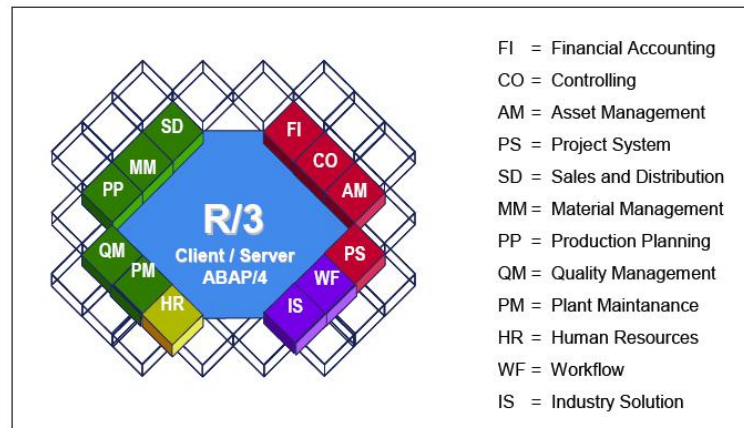 SD
MM
PP
FI
CO
AM
R/3
Client / Server
ABAP/4
QM
PM
HR
PS
WF
IS
FI = Financial Accounting
CO = Controlling
AM = Asset Management
PS = Project System
SD = Sales and Distribution
MM = Material Management
PP = Production Planning
QM = Quality Management
PM = Plant Maintanance
HR = Human Resources
WF = Workflow
IS = Industry Solution